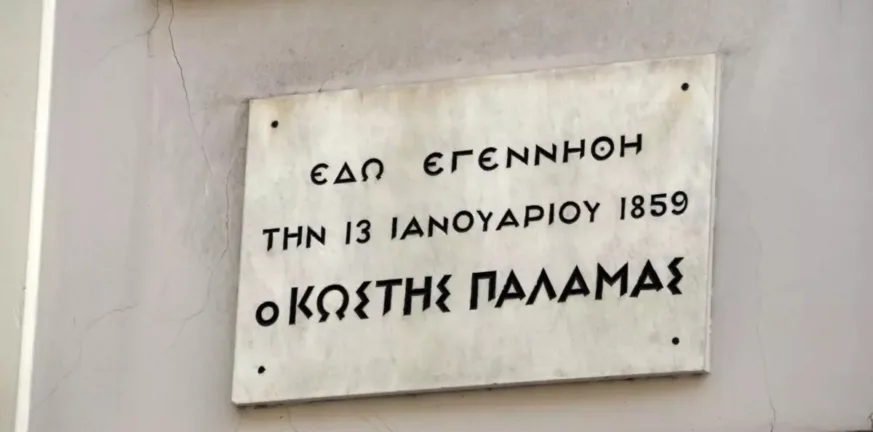 ΕΔΩ ΕΓΕΝΝΗΘΗ
ΤΗΝ 13 ΙΑΝΟΥΑΡΙΟΥ 1859
Ο ΚΩΣΤΗΣ ΠΑΛΑΜΑΣ